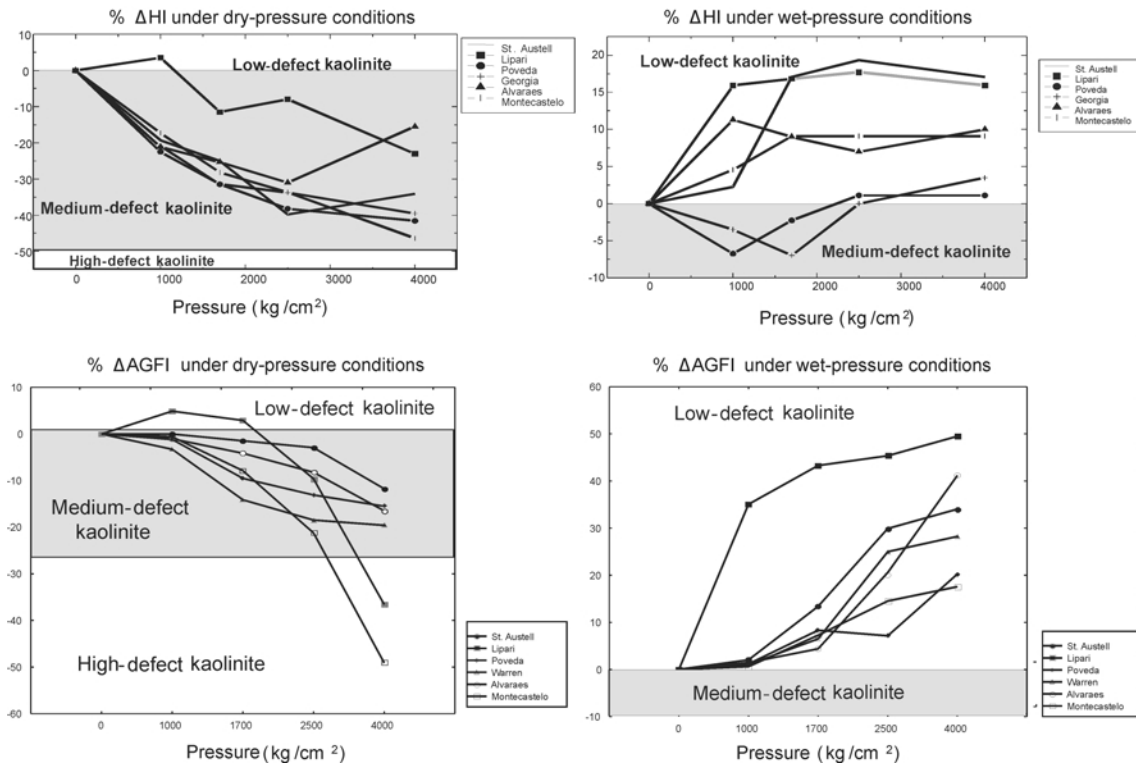 % ΔHI under dry-pressure conditions
10
0
-10
-20
-30
-40
-50
Low-defect kaolinite
Medium-defect kaolinite
High-defect kaolinite
0
1000
2000
3000
4000
Pressure (kg/cm²)
St. Austell
Lipari
Poveda
Georgia
Alvaraes
Montecastelo
% ΔHI under wet-pressure conditions
22.5
20
15
10
5
0
-5
-10
Low-defect kaolinite
Medium-defect kaolinite
0
1000
2000
3000
4000
Pressure (kg/cm²)
St. Austell
Lipari
Poveda
Georgia
Alvaraes
Montecastelo
% ΔAGFI under dry-pressure conditions
10
0
-10
-20
-30
-40
-50
-60
Low-defect kaolinite
Medium-defect
kaolinite
High-defect kaolinite
0
1000
1700
2500
4000
Pressure (kg/cm²)
St. Austell
Lipari
Poveda
Warren
Alvaraes
Montecastelo
% ΔAGFI under wet-pressure conditions
60
50
40
30
20
10
0
-10
Low-defect kaolinite
Medium-defect kaolinite
0
1000
1700
2500
4000
Pressure (kg/cm²)
St. Austell
Lipari
Poveda
Warren
Alvaraes
Montecastelo